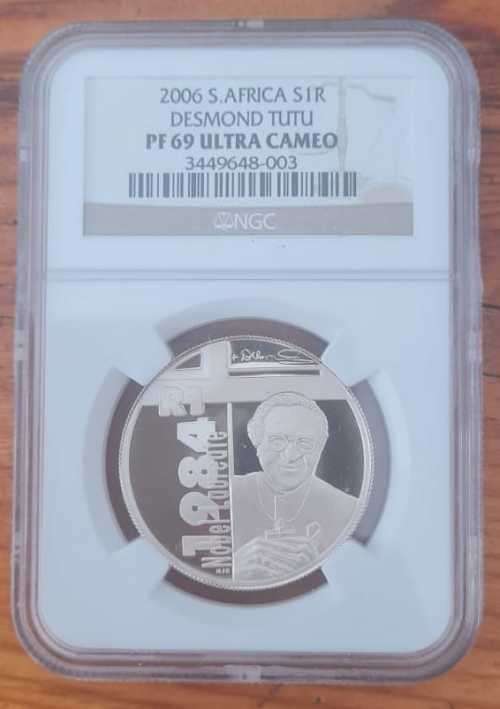 2006 S.AFRICA S1R
DESMOND TUTU
PF 69 ULTRA CAMEO
3449648-003
NGC
R1
1984
Nobel Laureate